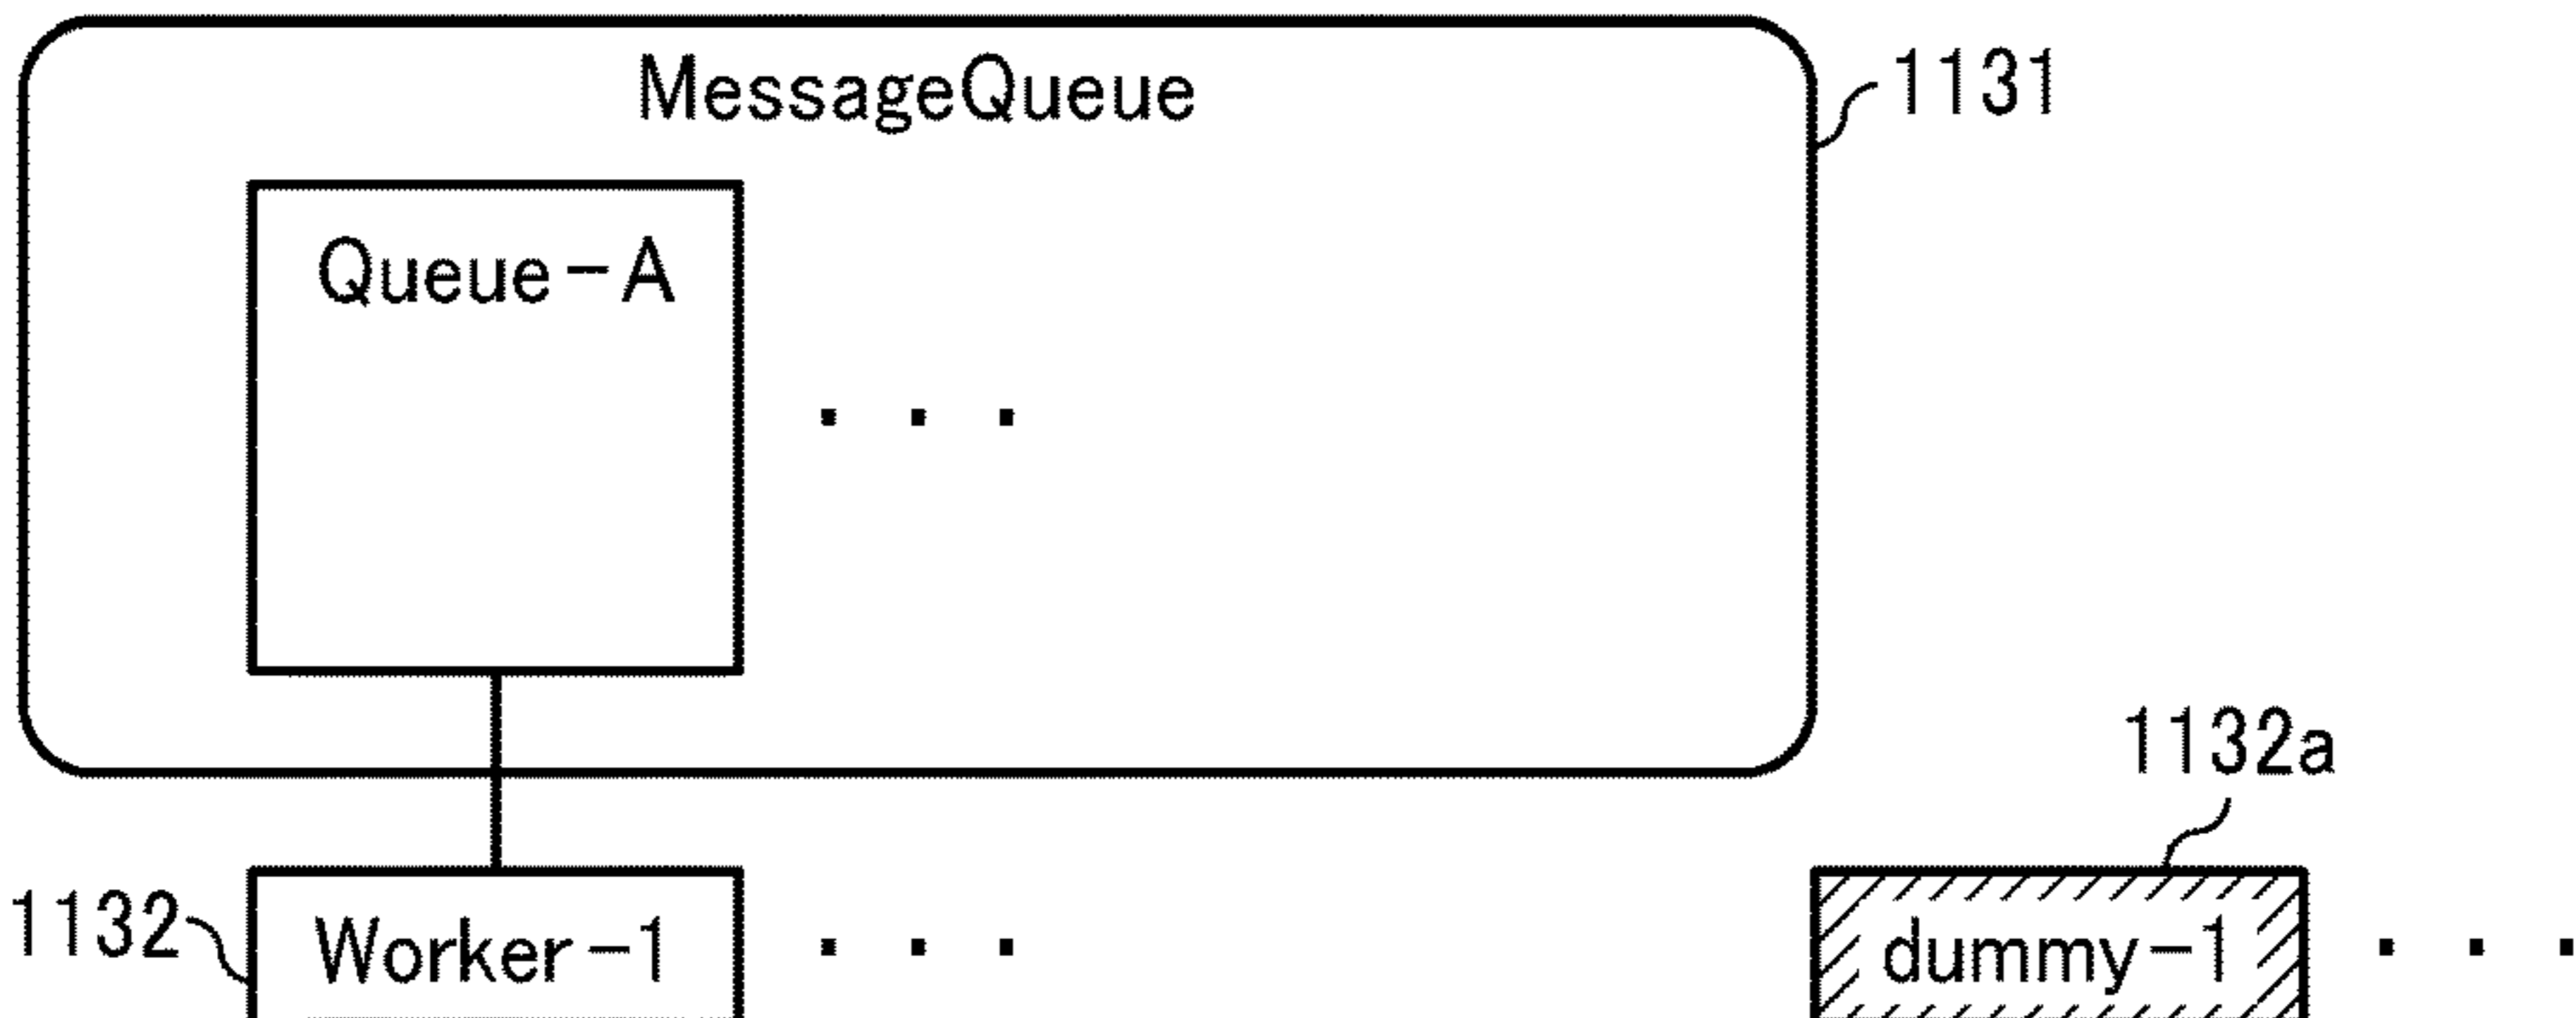 MessageQueue
1131
Queue-A
. . .
1132a
1132
Worker-1
. . .
dummy-1
. . .